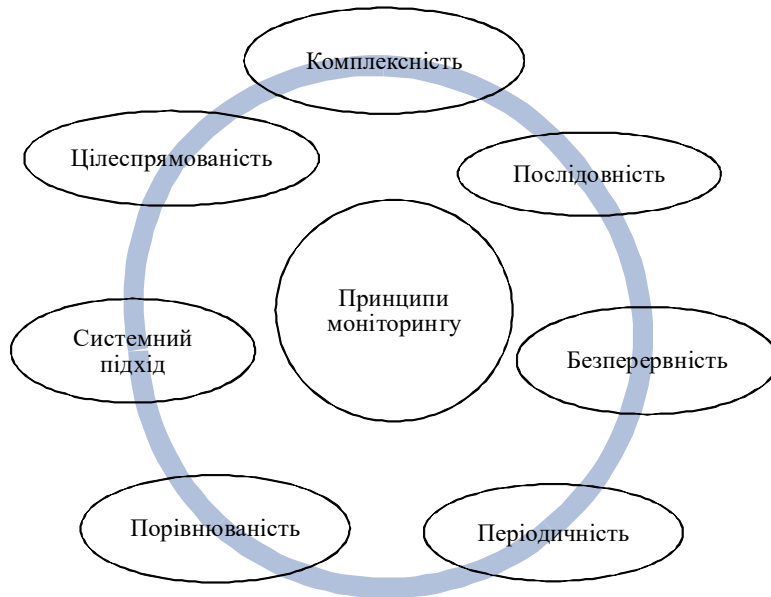 Комплексність
Цілеспрямованість
Послідовність
Принципи
моніторингу
Системний
підхід
Безперервність
Порівнюваність
Періодичність